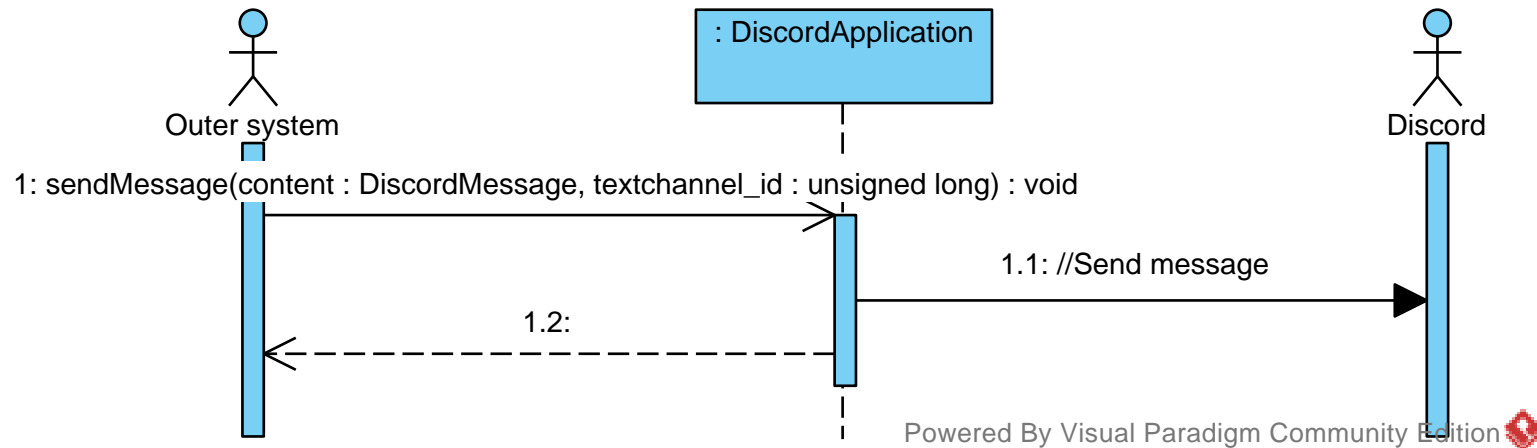 : DiscordApplication
Outer system
Discord
1: sendMessage(content : DiscordMessage, textchannel_id : unsigned long) : void
1.1: //Send message
1.2:
Powered By Visual Paradigm Community Edition